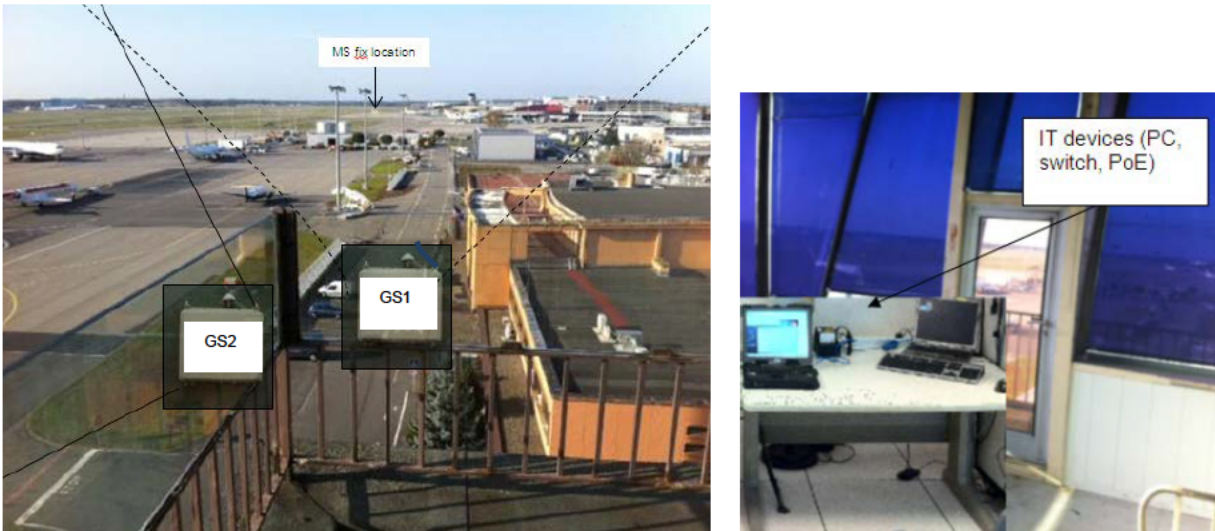 MS fix location
GS1
GS2
IT devices (PC,
switch, PoE)